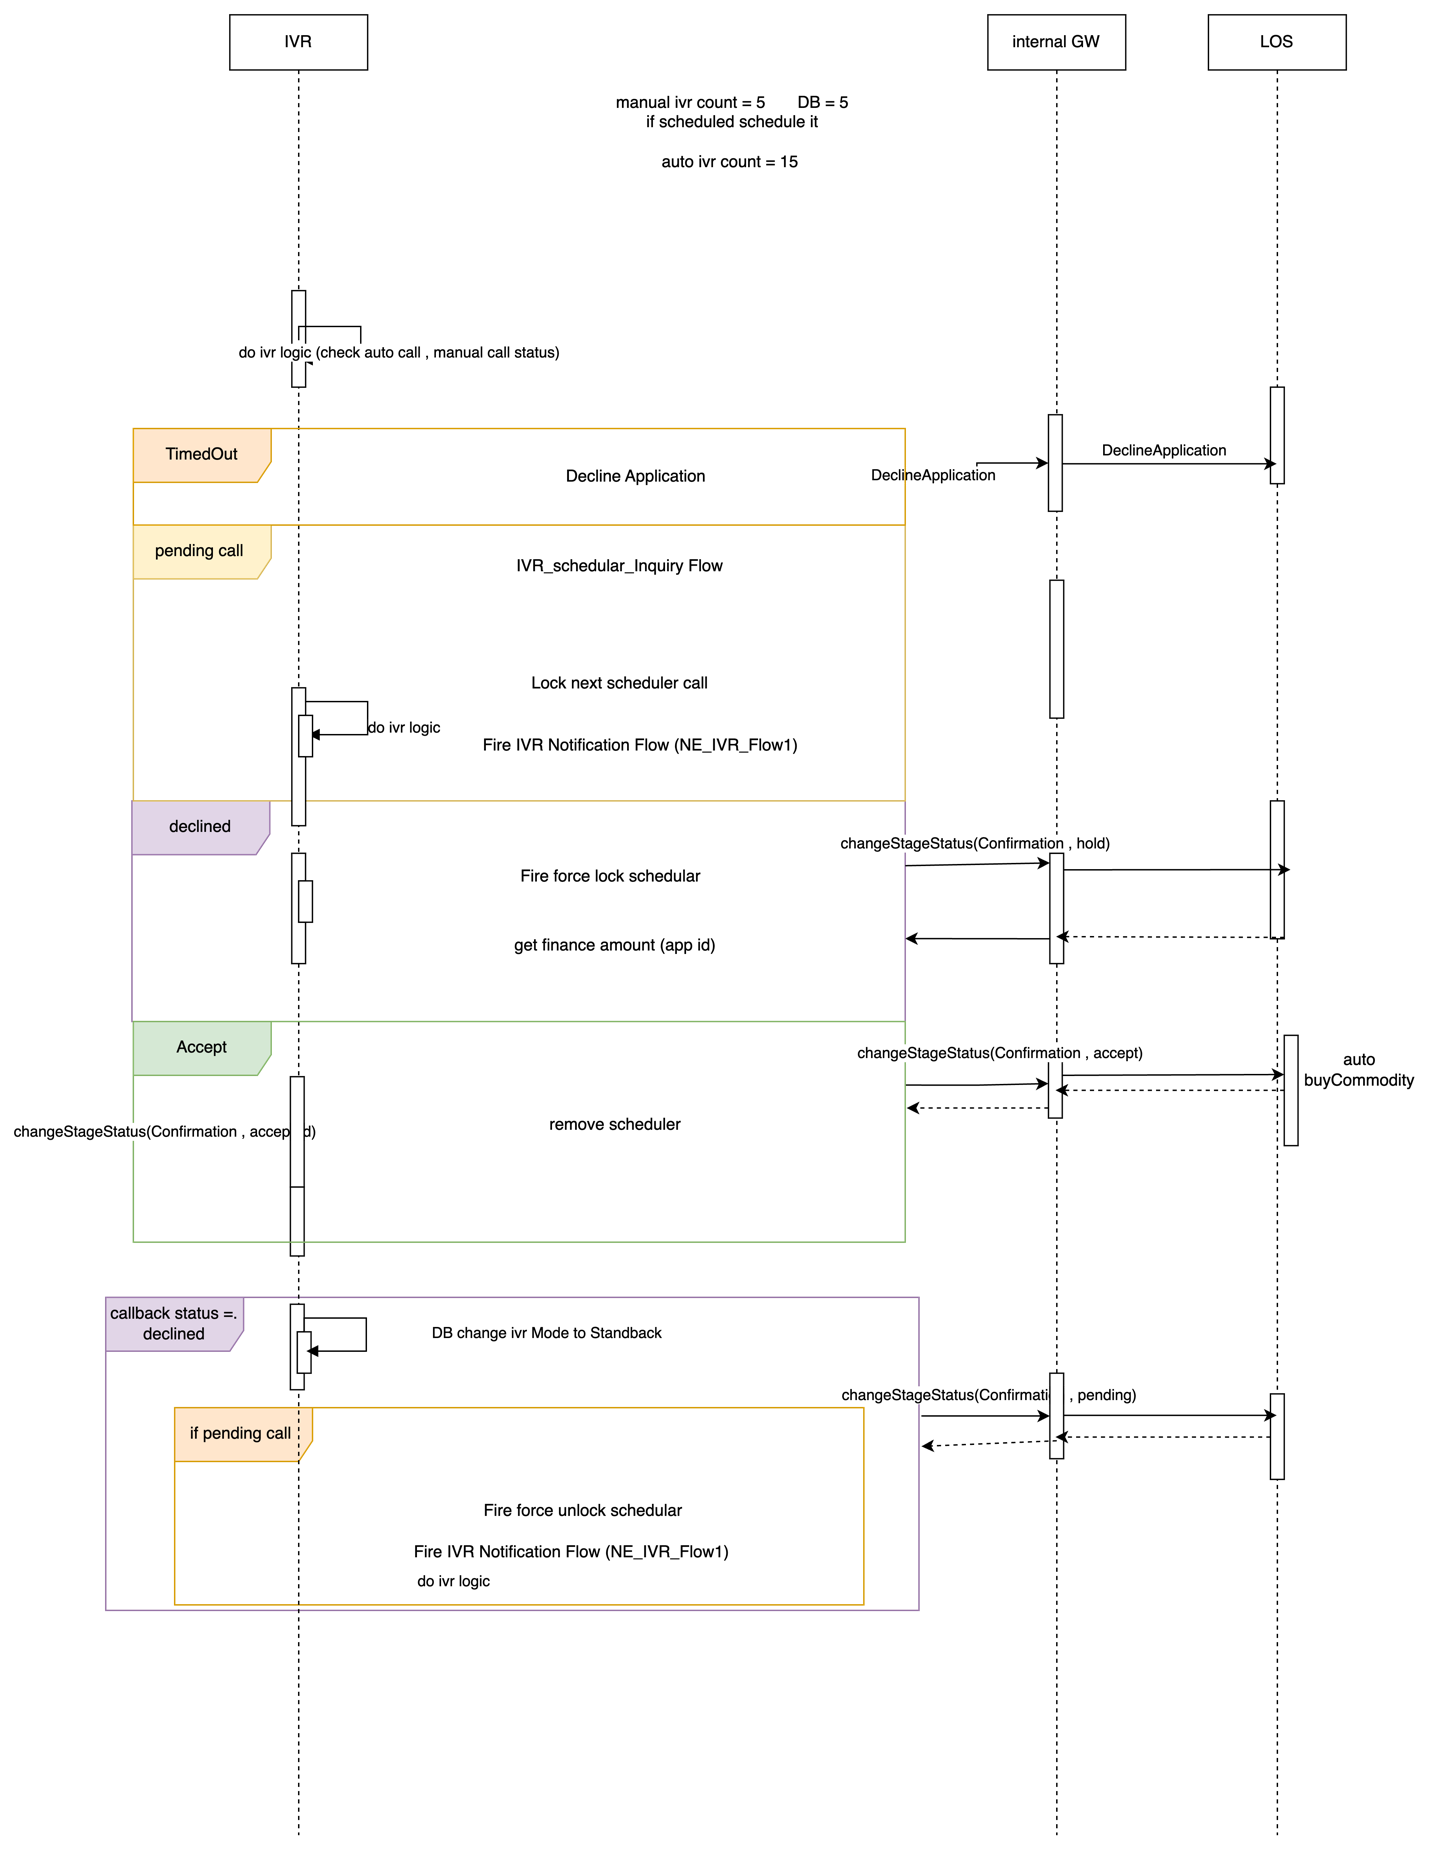 IVR
internal GW
LOS
manual ivr count = 5 DB = 5
if scheduled schedule it
auto ivr count = 15
do ivr logic (check auto call , manual call status)
TimedOut
Decline Application
DeclineApplication
DeclineApplication
pending call
IVR_schedular_Inquiry Flow
Lock next scheduler call
do ivr logic
Fire IVR Notification Flow (NE_IVR_Flow1)
declined
changeStageStatus(Confirmation , hold)
Fire force lock schedular
get finance amount (app id)
Accept
changeStageStatus(Confirmation , accept)
auto
buyCommodity
changeStageStatus(Confirmation , accep d)
remove scheduler
callback status =.
declined
DB change ivr Mode to Standback
changeStageStatus(Confirmati , pending)
if pending call
Fire force unlock schedular
Fire IVR Notification Flow (NE_IVR_Flow1)
do ivr logic